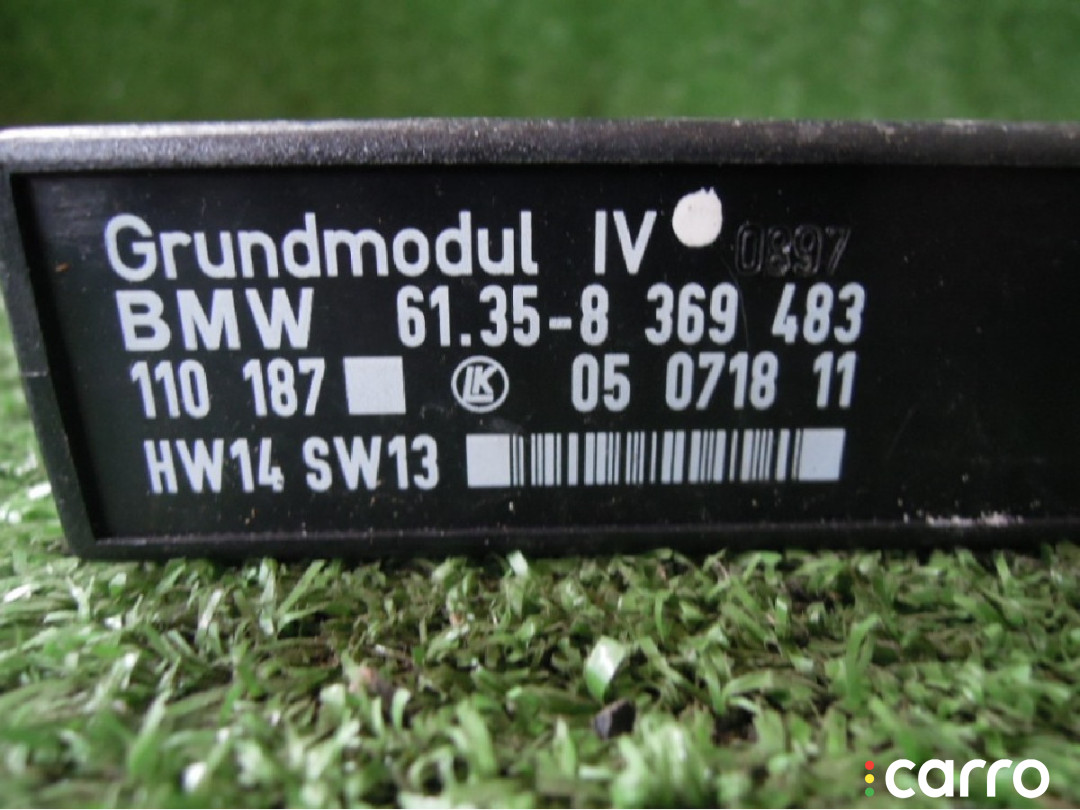 Grundmodul IV 0897
BMW 61.35-8 369 483
110 187 LK 05 0718 11
HW14 SW13
carro